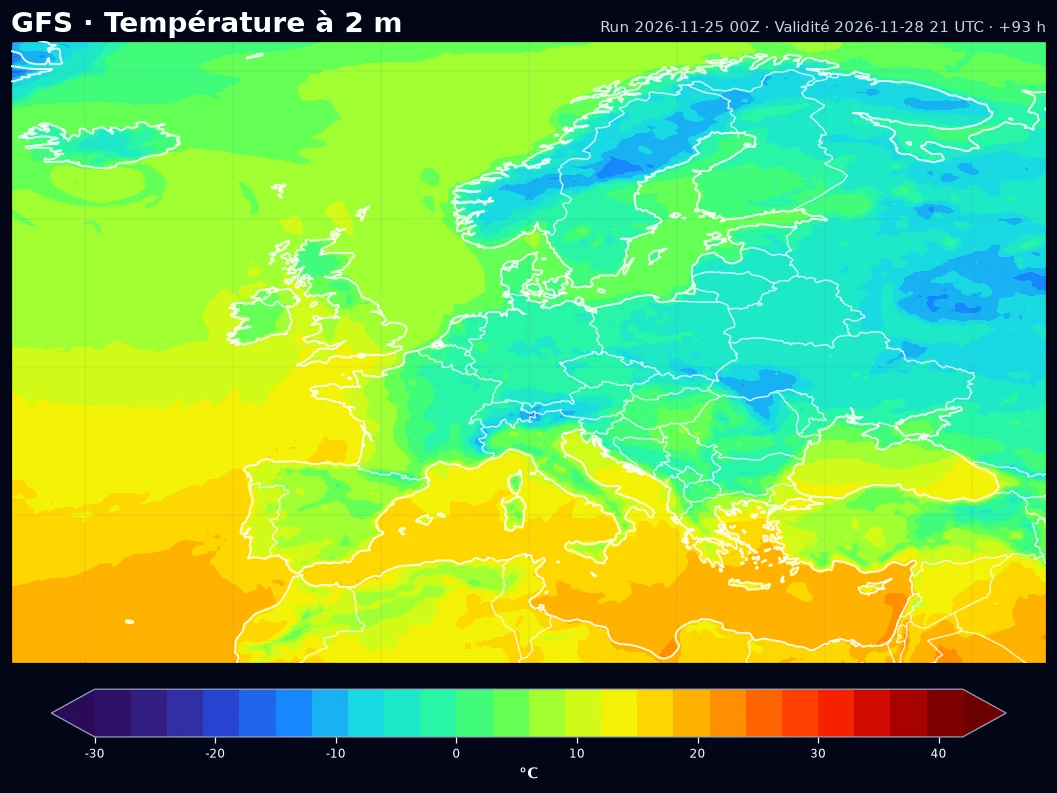 GFS · Température à 2 m
Run 2026-11-25 00Z · Validité 2026-11-28 21 UTC · +93 h
-30 -20 -10 0 10 20 30 40
°C